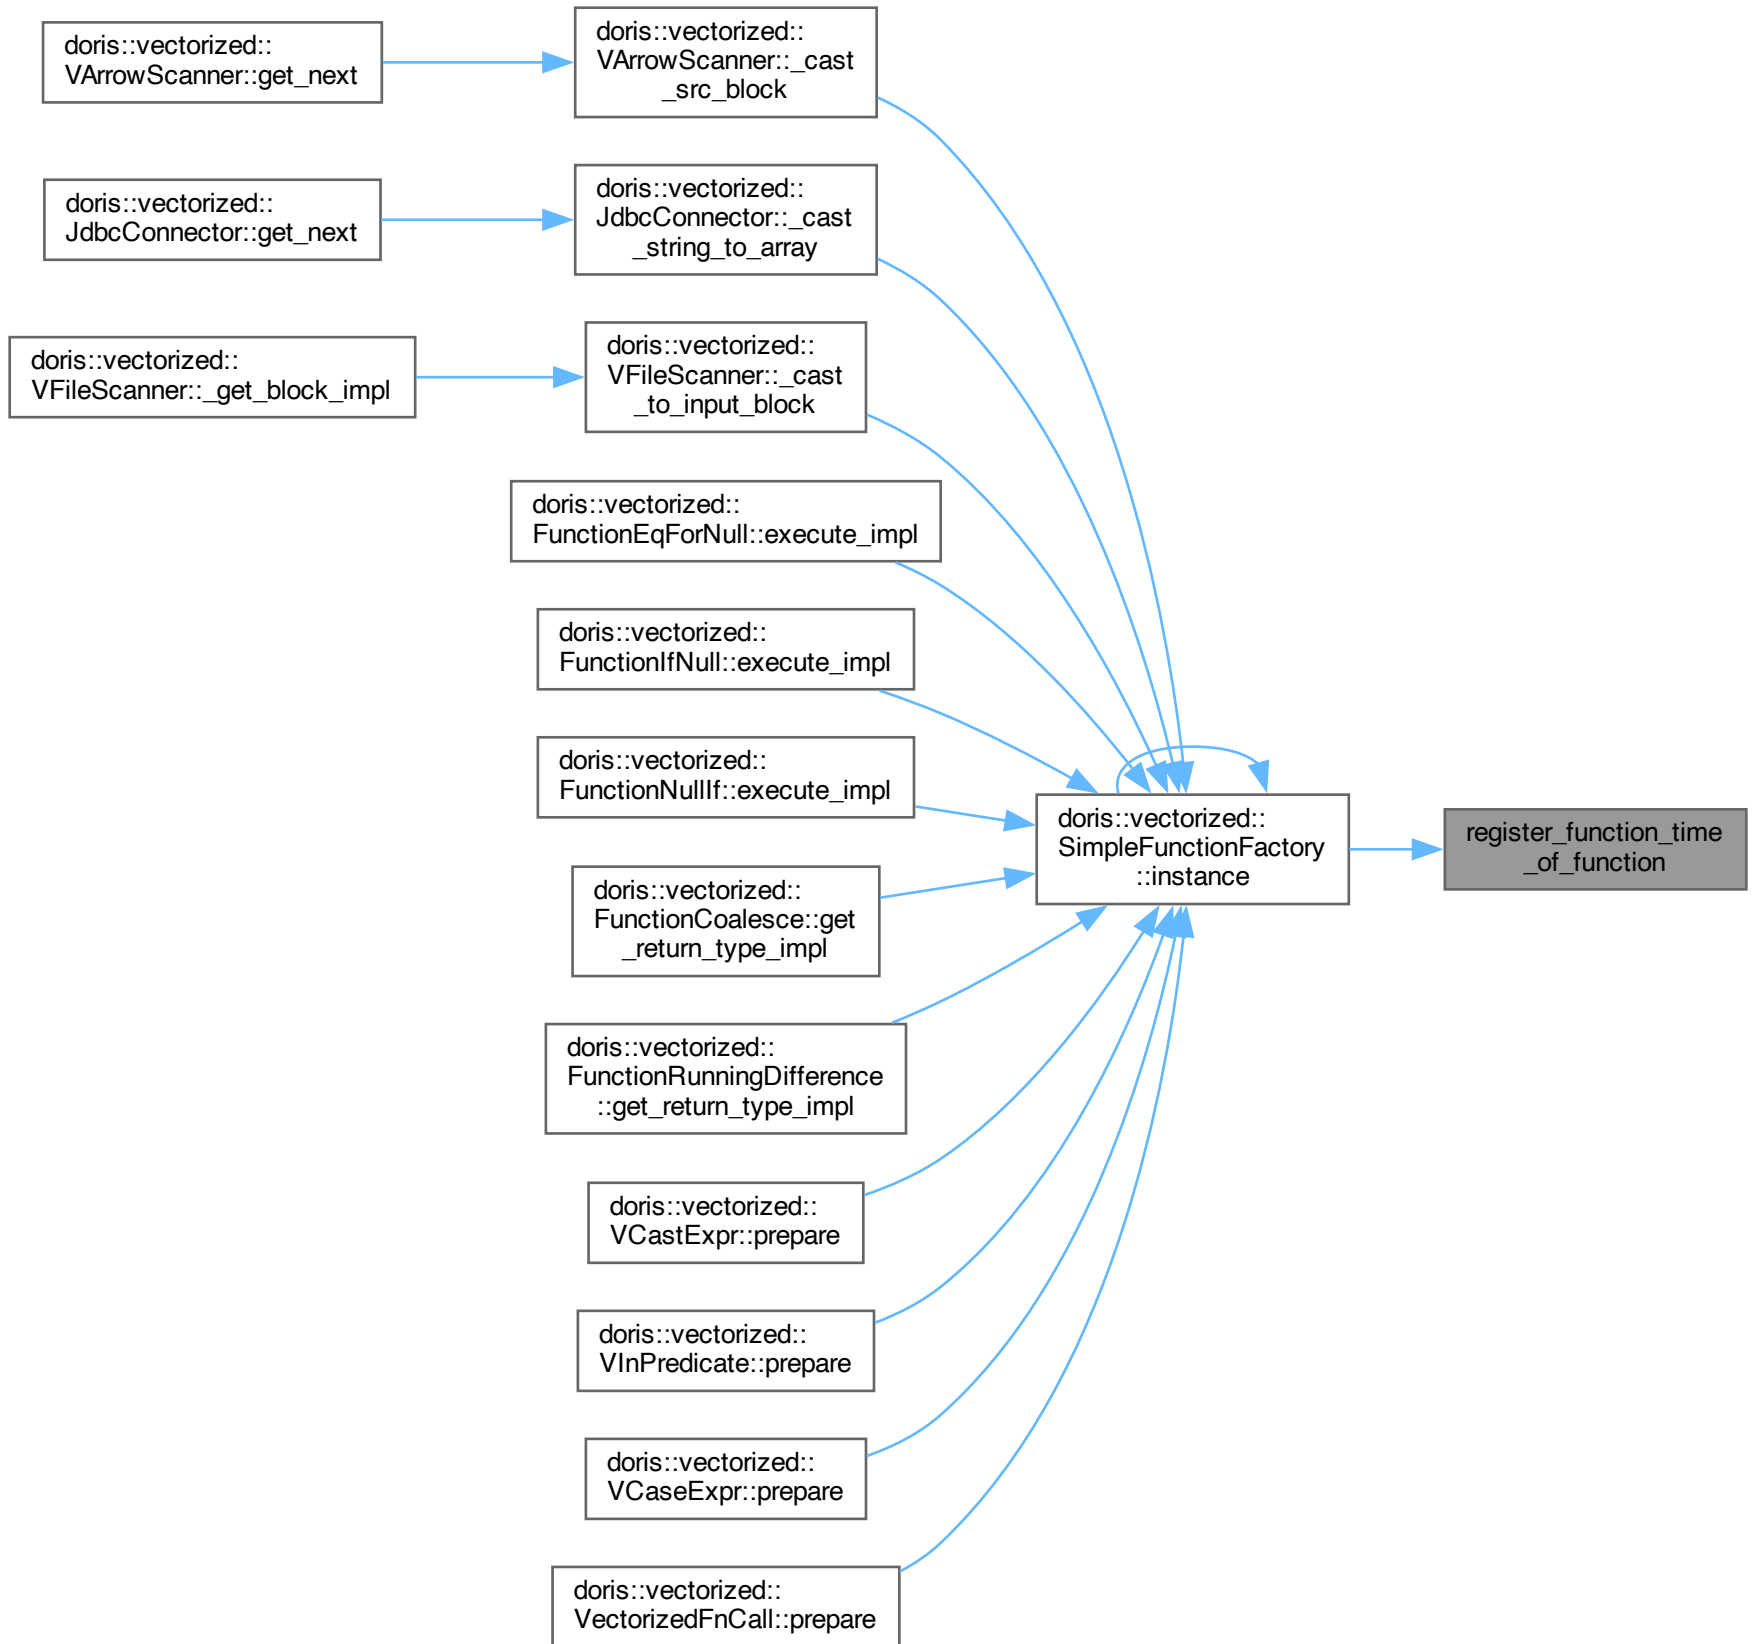 doris::vectorized::
VArrowScanner::get_next
doris::vectorized::
VArrowScanner::_cast
_src_block
doris::vectorized::
JdbcConnector::get_next
doris::vectorized::
JdbcConnector::_cast
_string_to_array
doris::vectorized::
VFileScanner::_get_block_impl
doris::vectorized::
VFileScanner::_cast
_to_input_block
doris::vectorized::
FunctionEqForNull::execute_impl
doris::vectorized::
FunctionIfNull::execute_impl
doris::vectorized::
FunctionNullIf::execute_impl
doris::vectorized::
SimpleFunctionFactory
::instance
register_function_time
_of_function
doris::vectorized::
FunctionCoalesce::get
_return_type_impl
doris::vectorized::
FunctionRunningDifference
::get_return_type_impl
doris::vectorized::
VCastExpr::prepare
doris::vectorized::
VInPredicate::prepare
doris::vectorized::
VCaseExpr::prepare
doris::vectorized::
VectorizedFnCall::prepare